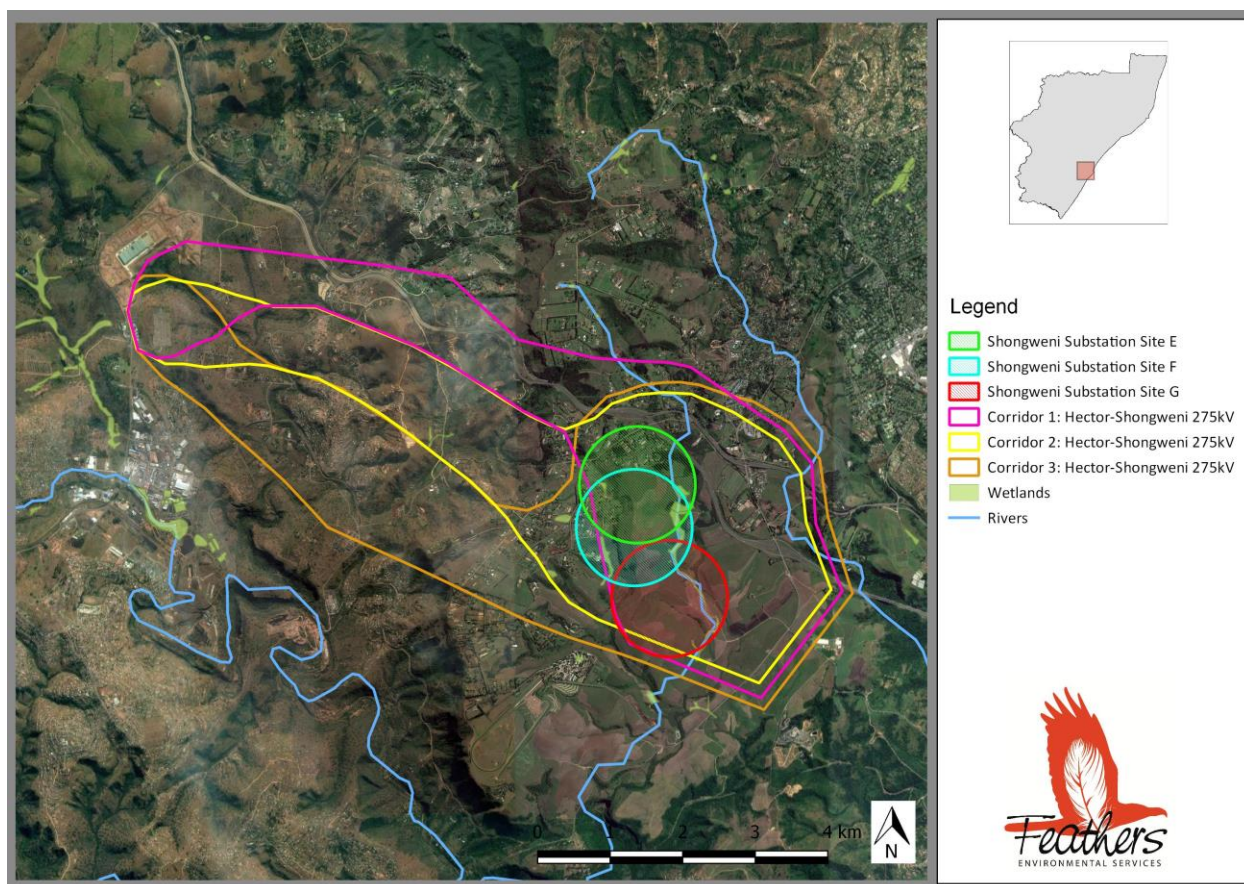 Legend
Shongweni Substation Site E
Shongweni Substation Site F
Shongweni Substation Site G
Corridor 1: Hector-Shongweni 275kV
Corridor 2: Hector-Shongweni 275kV
Corridor 3: Hector-Shongweni 275kV
Wetlands
Rivers
0 1 2 3 4 km
N
Feathers
ENVIRONMENTAL SERVICES